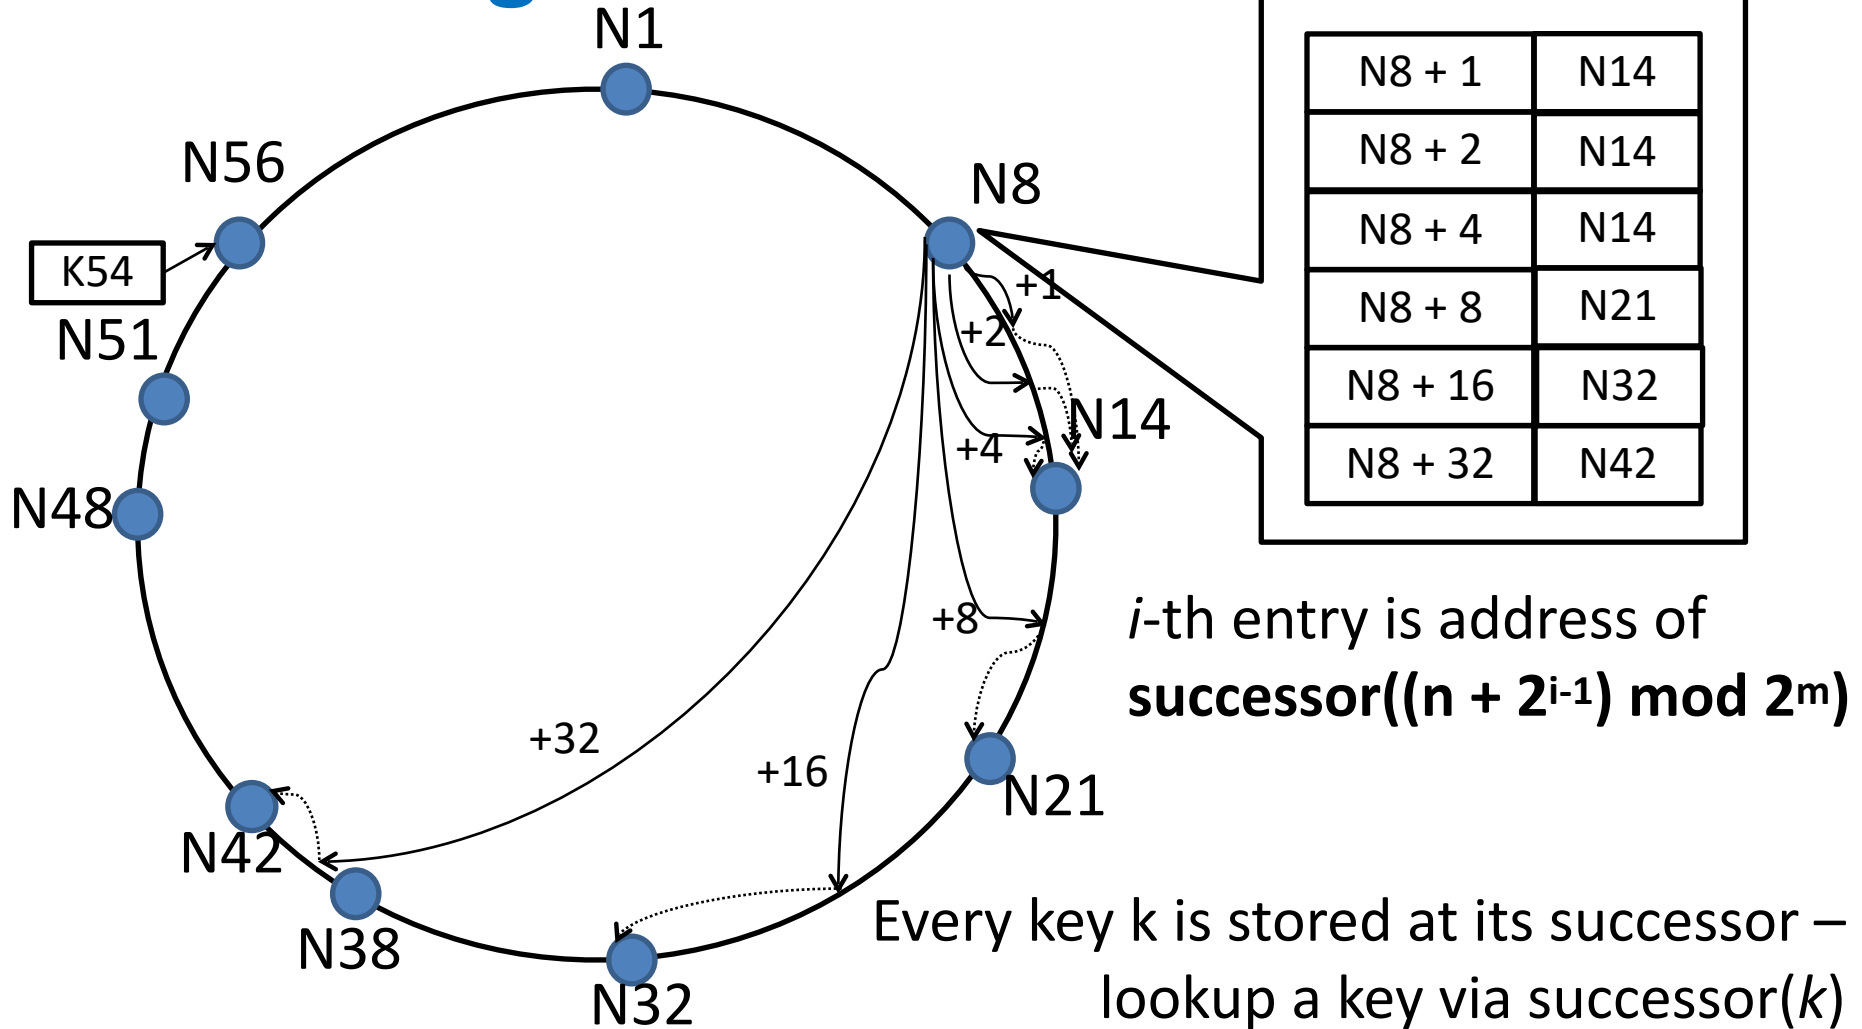 N1
N56
N8
K54
N51
N48
N42
N38
N32
N21
N14
+1
+2
+4
+8
+16
+32
N8 + 1 N14
N8 + 2 N14
N8 + 4 N14
N8 + 8 N21
N8 + 16 N32
N8 + 32 N42
i-th entry is address of
successor((n + 2i-1) mod 2m)
Every key k is stored at its successor –
lookup a key via successor(k)